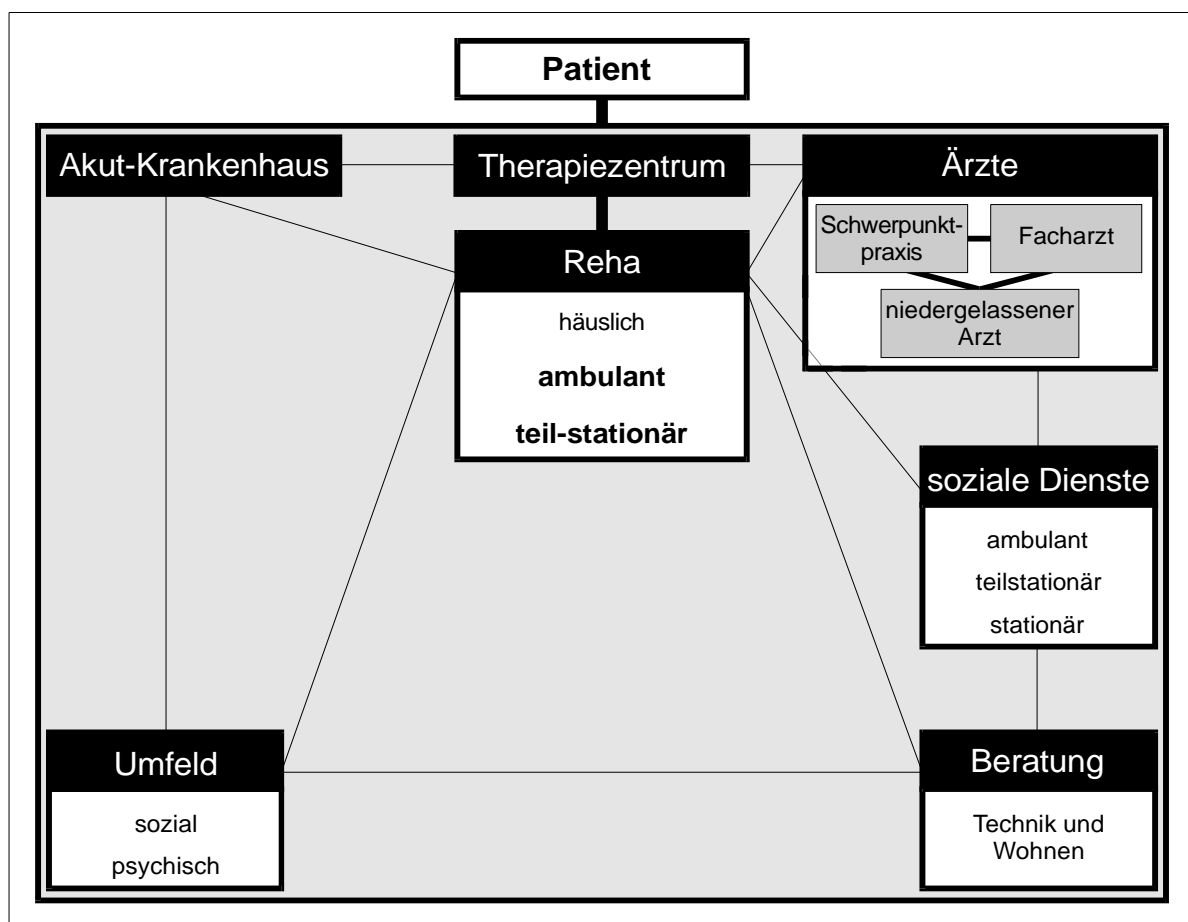 Patient
Akut-Krankenhaus
Therapiezentrum
Ärzte
Schwerpunkt-
praxis
Facharzt
niedergelassener
Arzt
Reha
häuslich
ambulant
teil-stationär
soziale Dienste
ambulant
teilstationär
stationär
Umfeld
sozial
psychisch
Beratung
Technik und
Wohnen